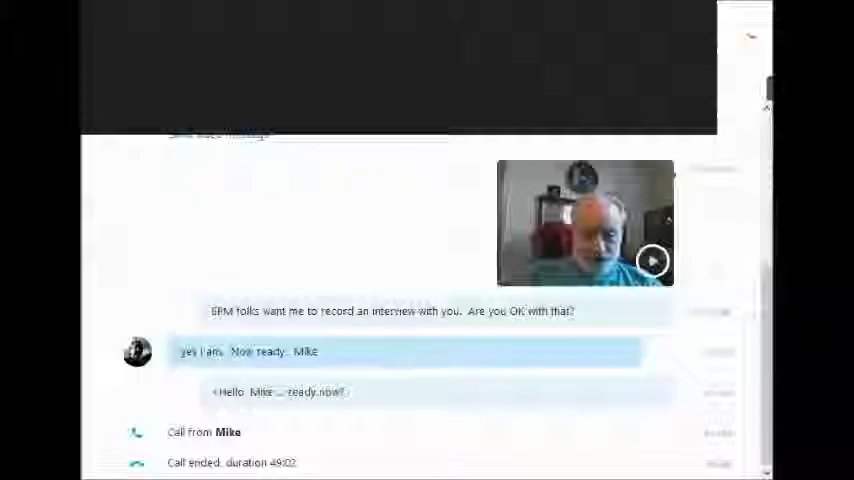 SPM folks want me to record an interview with you. Are you OK with that?
yes I am. Now ready. Mike
Hello Mike ... ready now?
Call from Mike
Call ended, duration 49:02